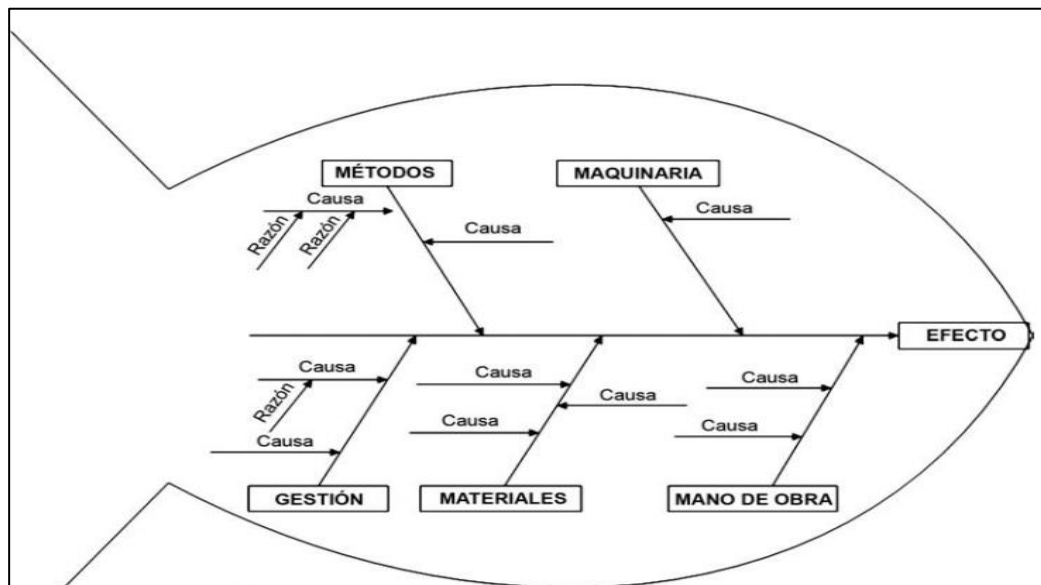 MÉTODOS
MAQUINARIA
Causa
Causa
Razón
Razón
Causa
EFECTO
Causa
Razón
Causa
Causa
Causa
Causa
Causa
Causa
GESTIÓN
MATERIALES
MANO DE OBRA